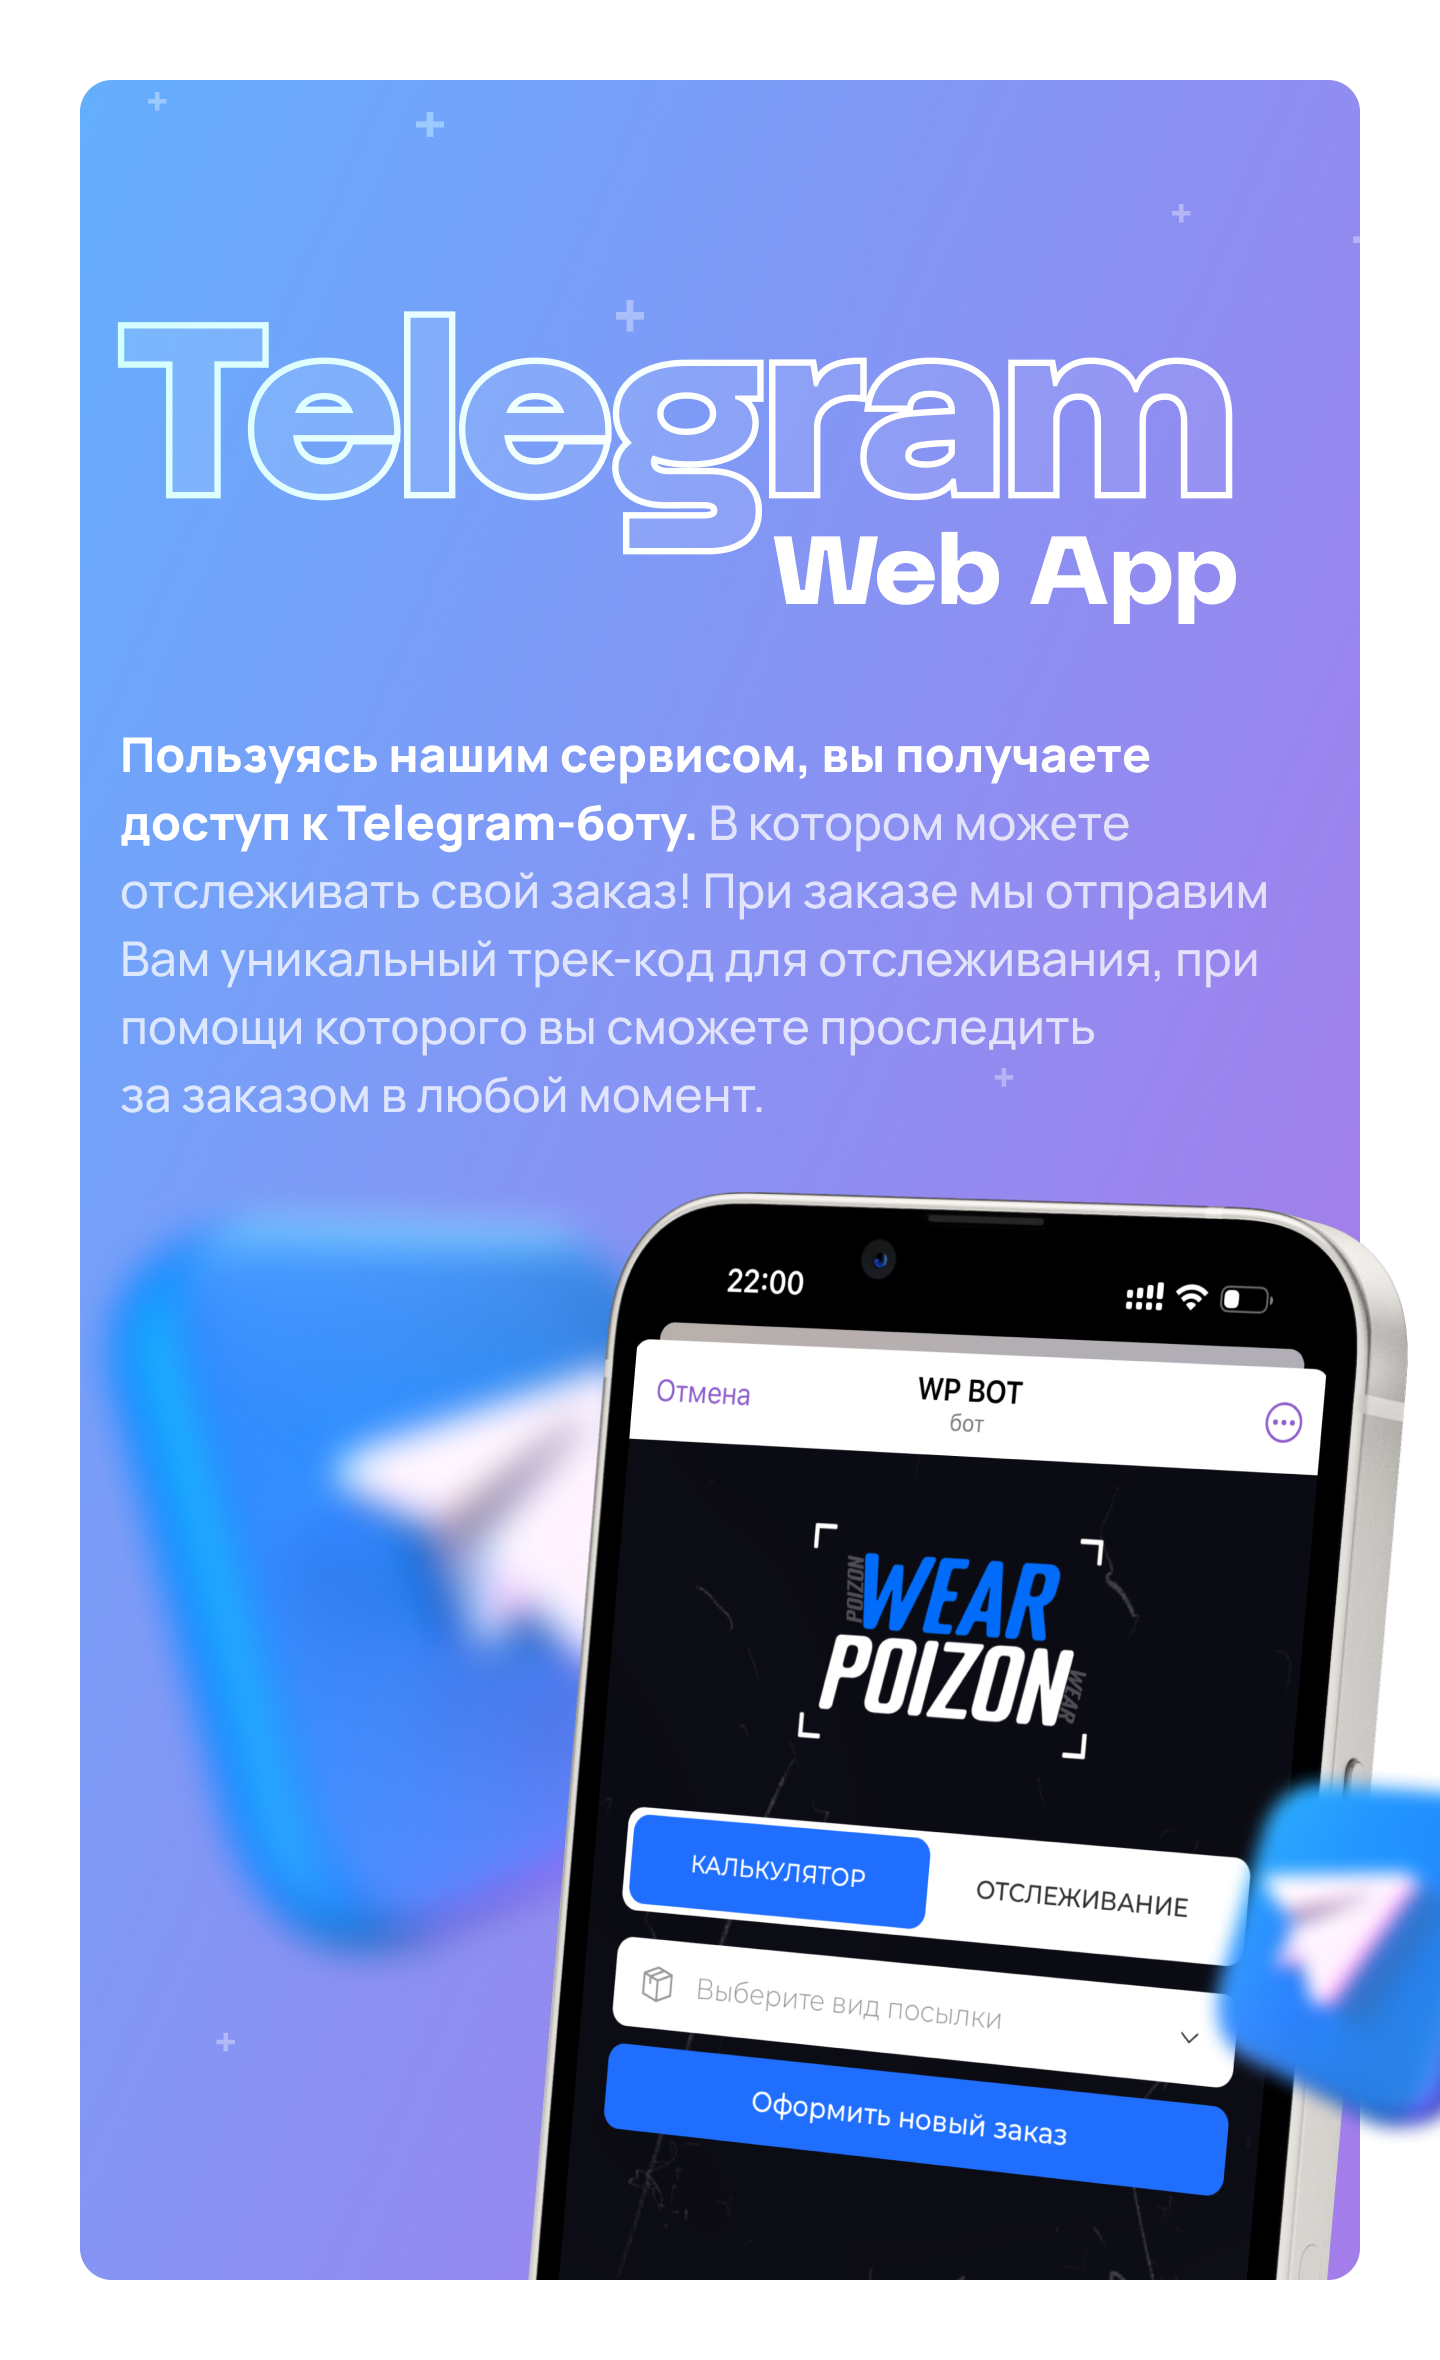 Telegram
Web App
Пользуясь нашим сервисом, вы получаете
доступ к Telegram-боту. В котором можете
отслеживать свой заказ! При заказе мы отправим
Вам уникальный трек-код для отслеживания, при
помощи которого вы сможете проследить
за заказом в любой момент.
22:00
Отмена
WP BOT
бот
POIZON
WEAR
POIZON
WEAR
КАЛЬКУЛЯТОР
ОТСЛЕЖИВАНИЕ
Выберите вид посылки
Оформить новый заказ